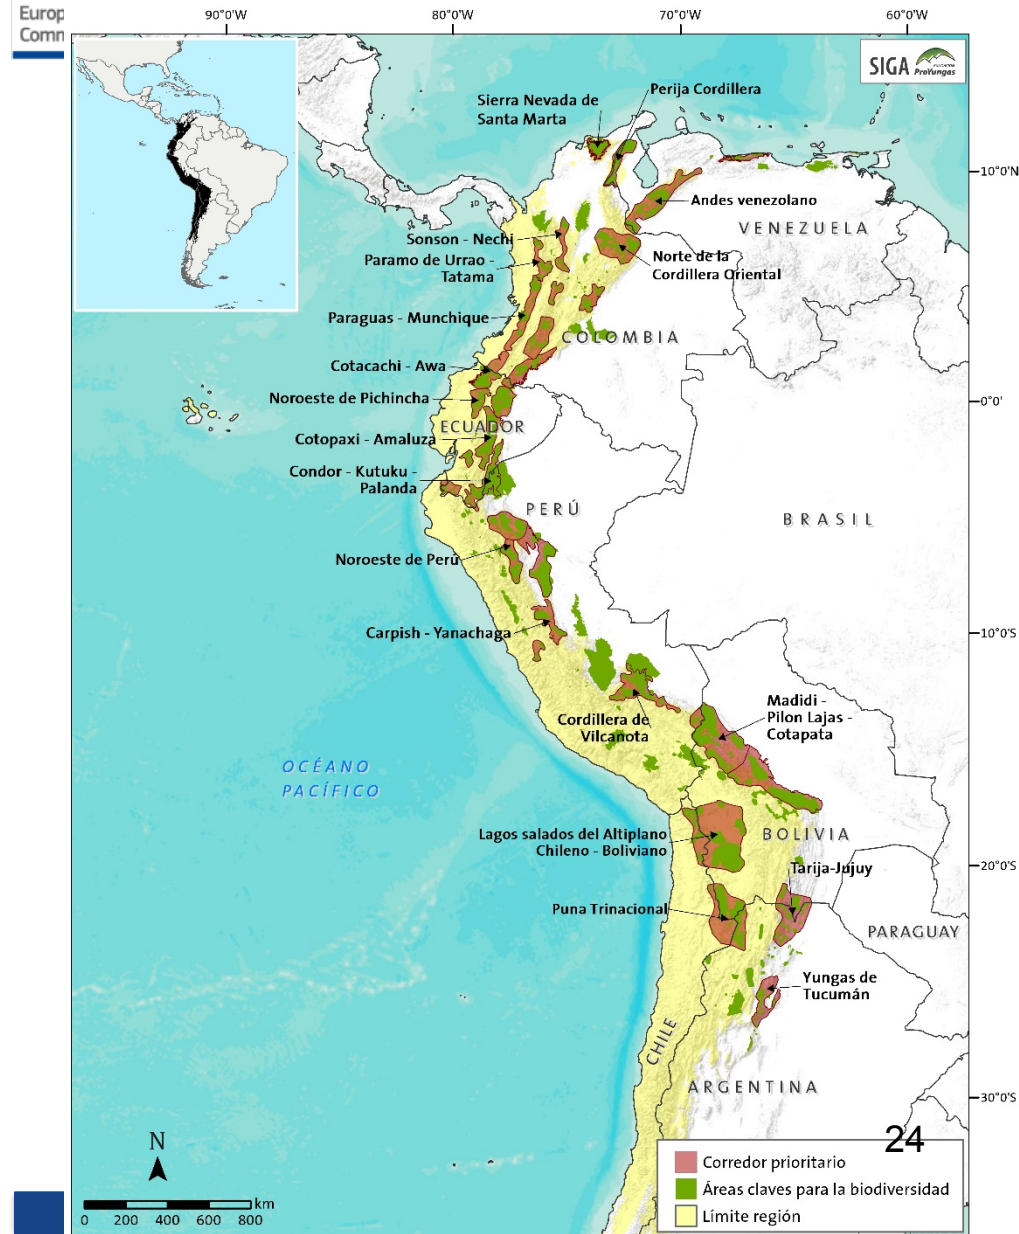 Europ
Comm
90°0'W
80°0'W
70°0'W
60°0'W
SIGA
FUNDACIÓN
ProYungas
Perija Cordillera
Sierra Nevada de
Santa Marta
10°0'N
Andes venezolano
VENEZUELA
Sonson - Nechi
Paramo de Urrao -
Tatama
Norte de la
Cordillera Oriental
Paraguas - Munchique
COLOMBIA
Cotacachi - Awa
Noroeste de Pichincha
0°0'
ECUADOR
Cotopaxi - Amaluza
Condor - Kutuku -
Palanda
PERÚ
BRASIL
Noroeste de Perú
Carpish - Yanachaga
10°0'S
Madidi -
Pilon Lajas -
Cotapata
Cordillera de
Vilcanota
OCÉANO
PACÍFICO
Lagos salados del Altiplano
Chileno - Boliviano
BOLIVIA
20°0'S
Tarija-Jujuy
Puna Trinacional
PARAGUAY
Yungas de
Tucumán
CHILE
ARGENTINA
30°0'S
24
N
km
0 200 400 600 800
Corredor prioritario
Áreas claves para la biodiversidad
Límite región